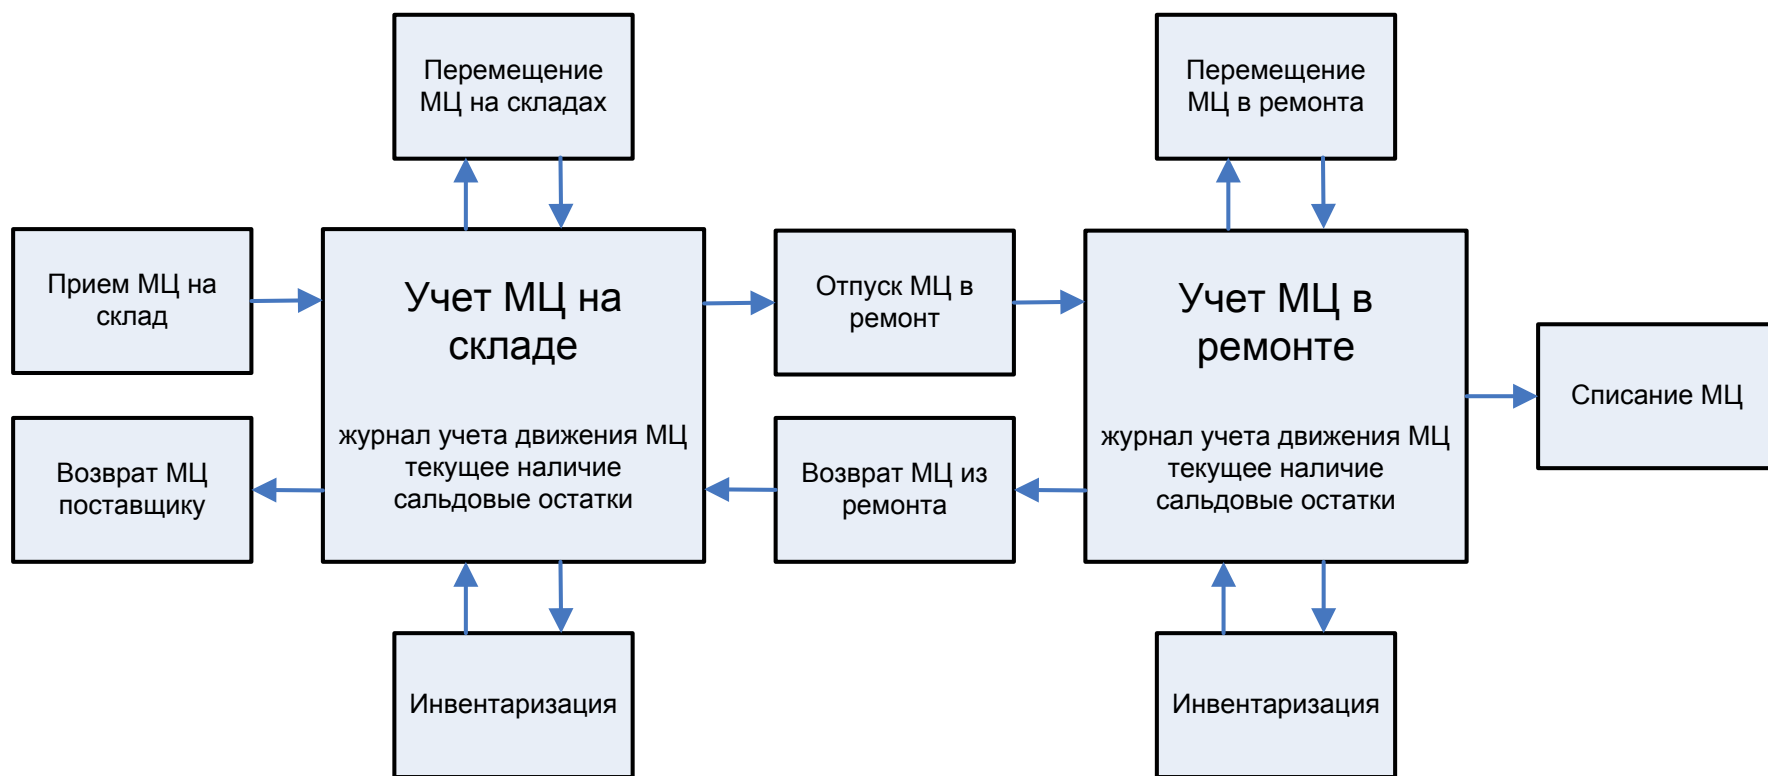 Перемещение
МЦ на складах
Перемещение
МЦ в ремонта
Прием МЦ на
склад
Учет МЦ на
складе
журнал учета движения МЦ
текущее наличие
сальдовые остатки
Отпуск МЦ в
ремонт
Учет МЦ в
ремонте
журнал учета движения МЦ
текущее наличие
сальдовые остатки
Списание МЦ
Возврат МЦ
поставщику
Возврат МЦ из
ремонта
Инвентаризация
Инвентаризация